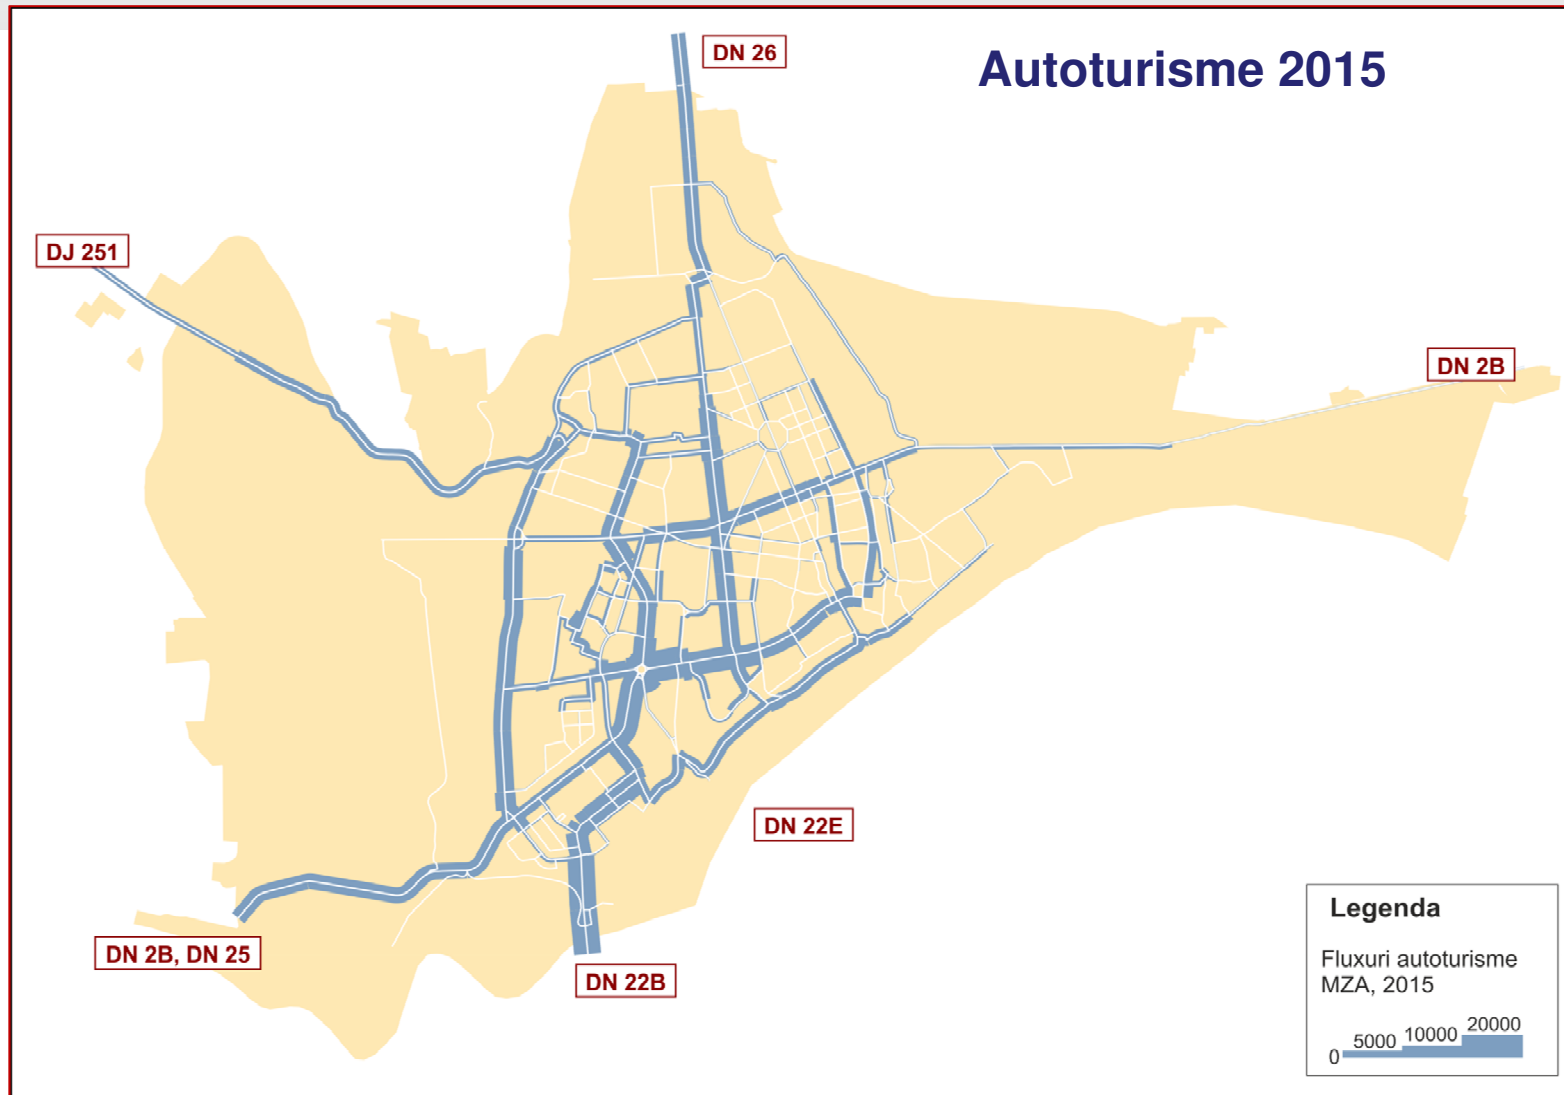 Autoturisme 2015
DN 26
DJ 251
DN 2B
DN 22E
DN 2B, DN 25
DN 22B
Legenda
Fluxuri autoturisme
MZA, 2015
0 5000 10000 20000